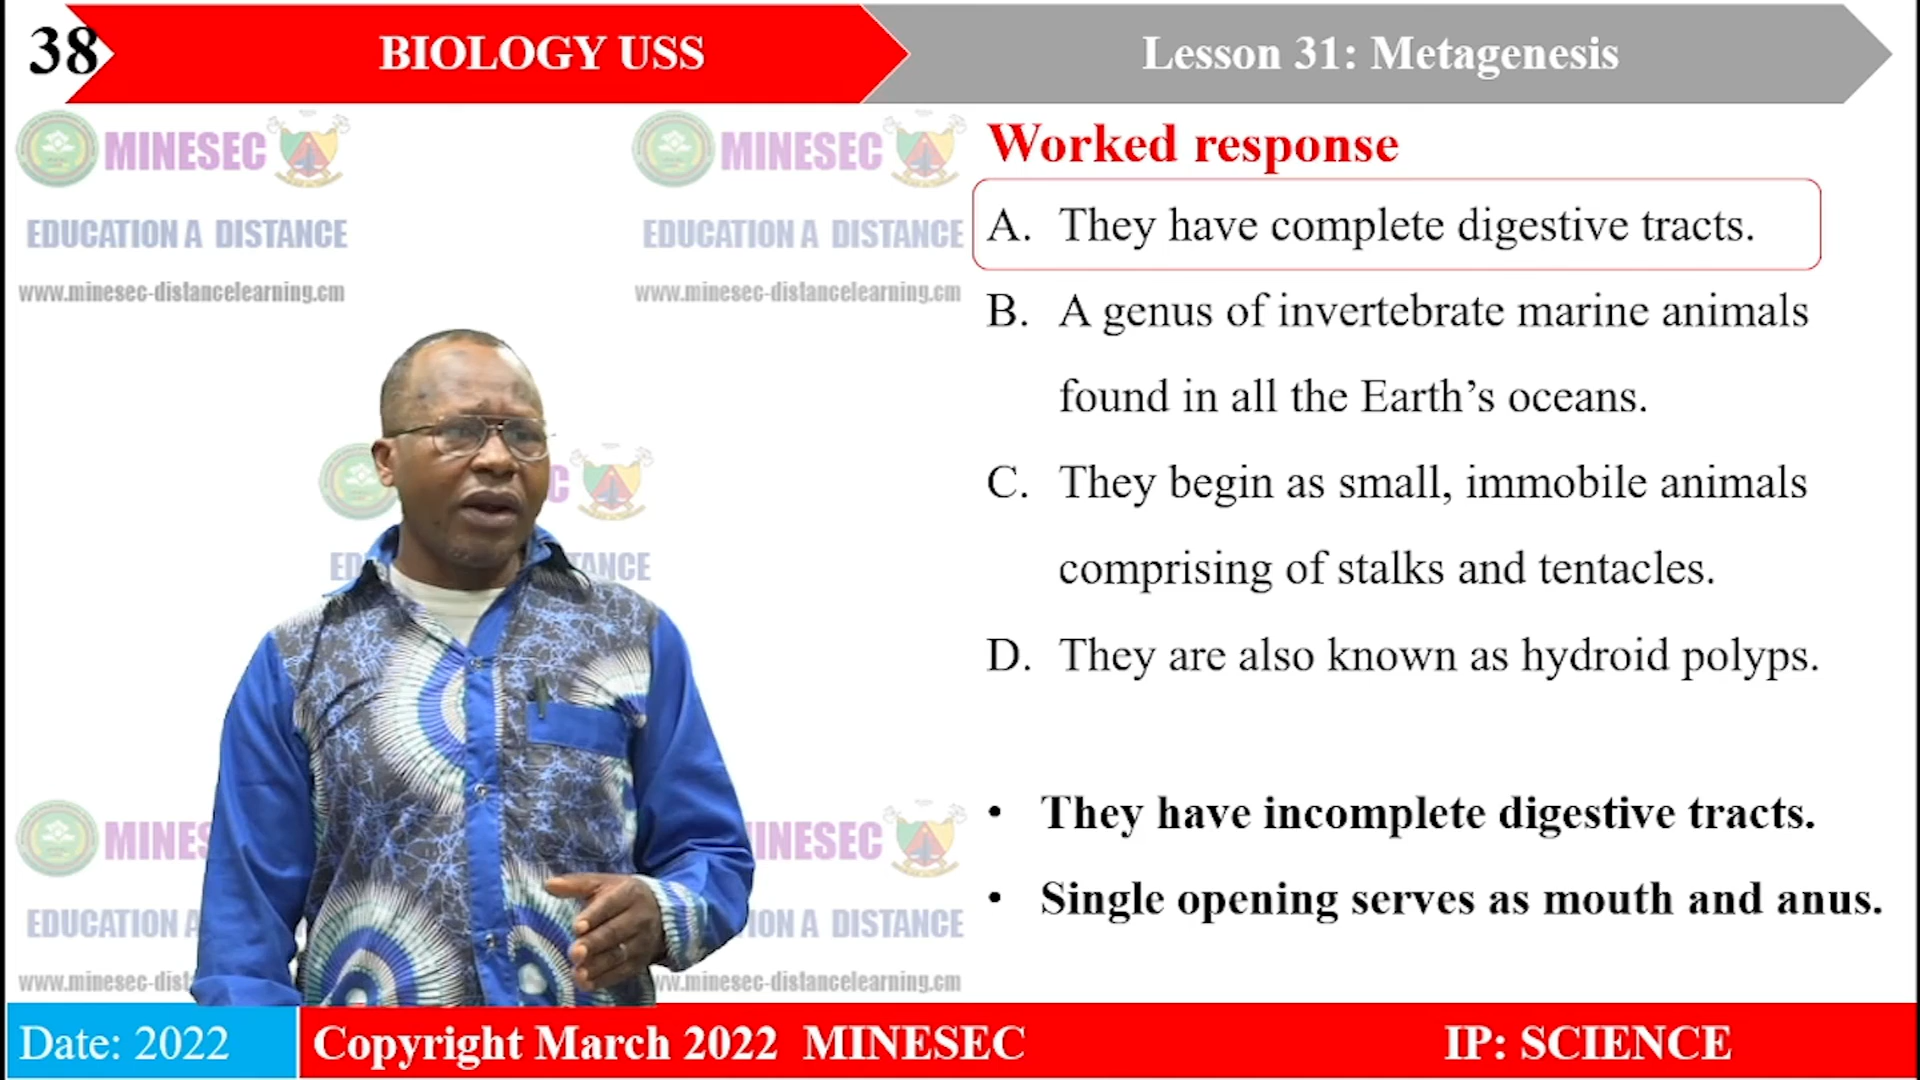 38
BIOLOGY USS
Lesson 31: Metagenesis
MINESEC
EDUCATION A DISTANCE
www.minesec-distancelearning.cm
MINESEC
EDUCATION A DISTANCE
www.minesec-distancelearning.cm
Worked response
A. They have complete digestive tracts.
B. A genus of invertebrate marine animals
found in all the Earth’s oceans.
C. They begin as small, immobile animals
comprising of stalks and tentacles.
D. They are also known as hydroid polyps.
• They have incomplete digestive tracts.
• Single opening serves as mouth and anus.
EDUCATION A
DISTANCE
Date: 2022
Copyright March 2022 MINESEC
IP: SCIENCE